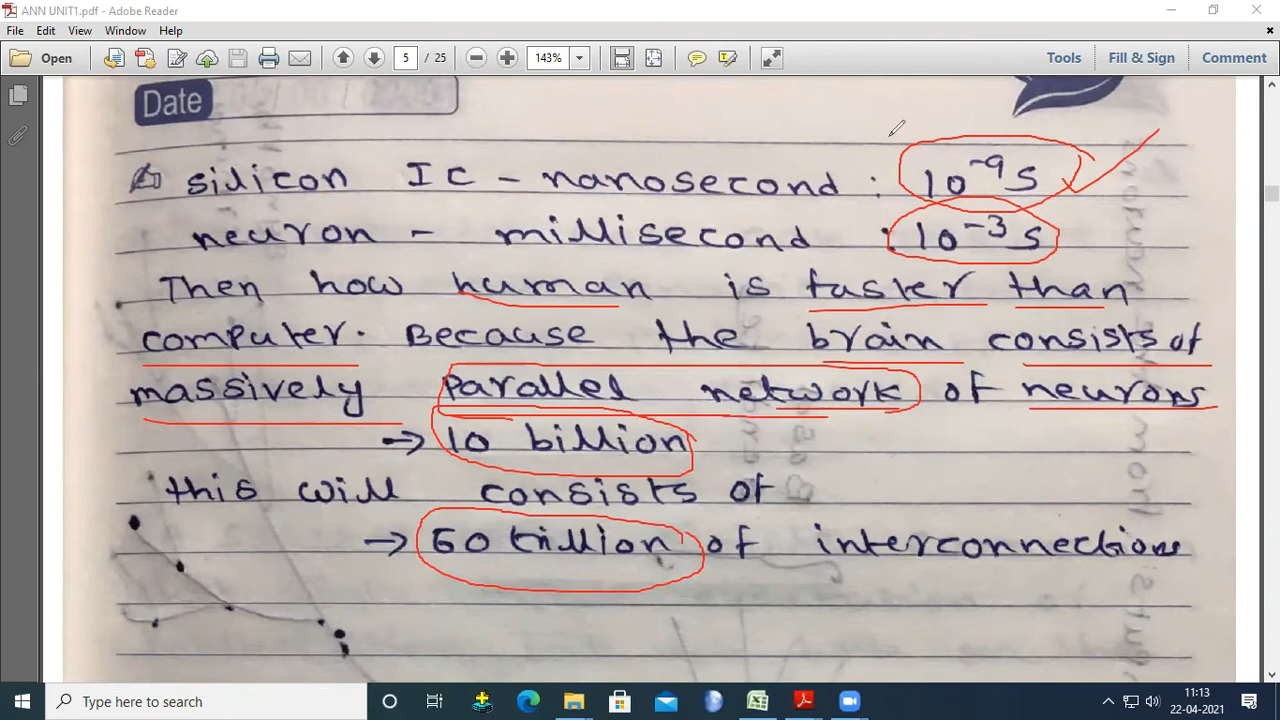 ANN UNIT1.pdf - Adobe Reader
File Edit View Window Help
Open 5 / 25 143% Tools Fill & Sign Comment
Date
silicon IC - nanosecond : 10⁻⁹ s
neuron - millisecond : 10⁻³ s
Then how human is faster than
computer. Because the brain consists of
massively parallel network of neurons
→ 10 billion
this will consists of
→ 60 trillion of interconnections
Type here to search
11:13
22-04-2021